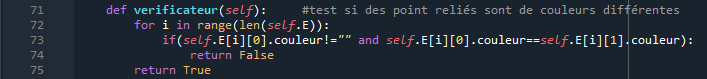 71 def verificateur(self): #test si des point reliés sont de couleurs différentes
72 for i in range(len(self.E)):
73 if(self.E[i][0].couleur!="" and self.E[i][0].couleur==self.E[i][1].couleur):
74 return False
75 return True